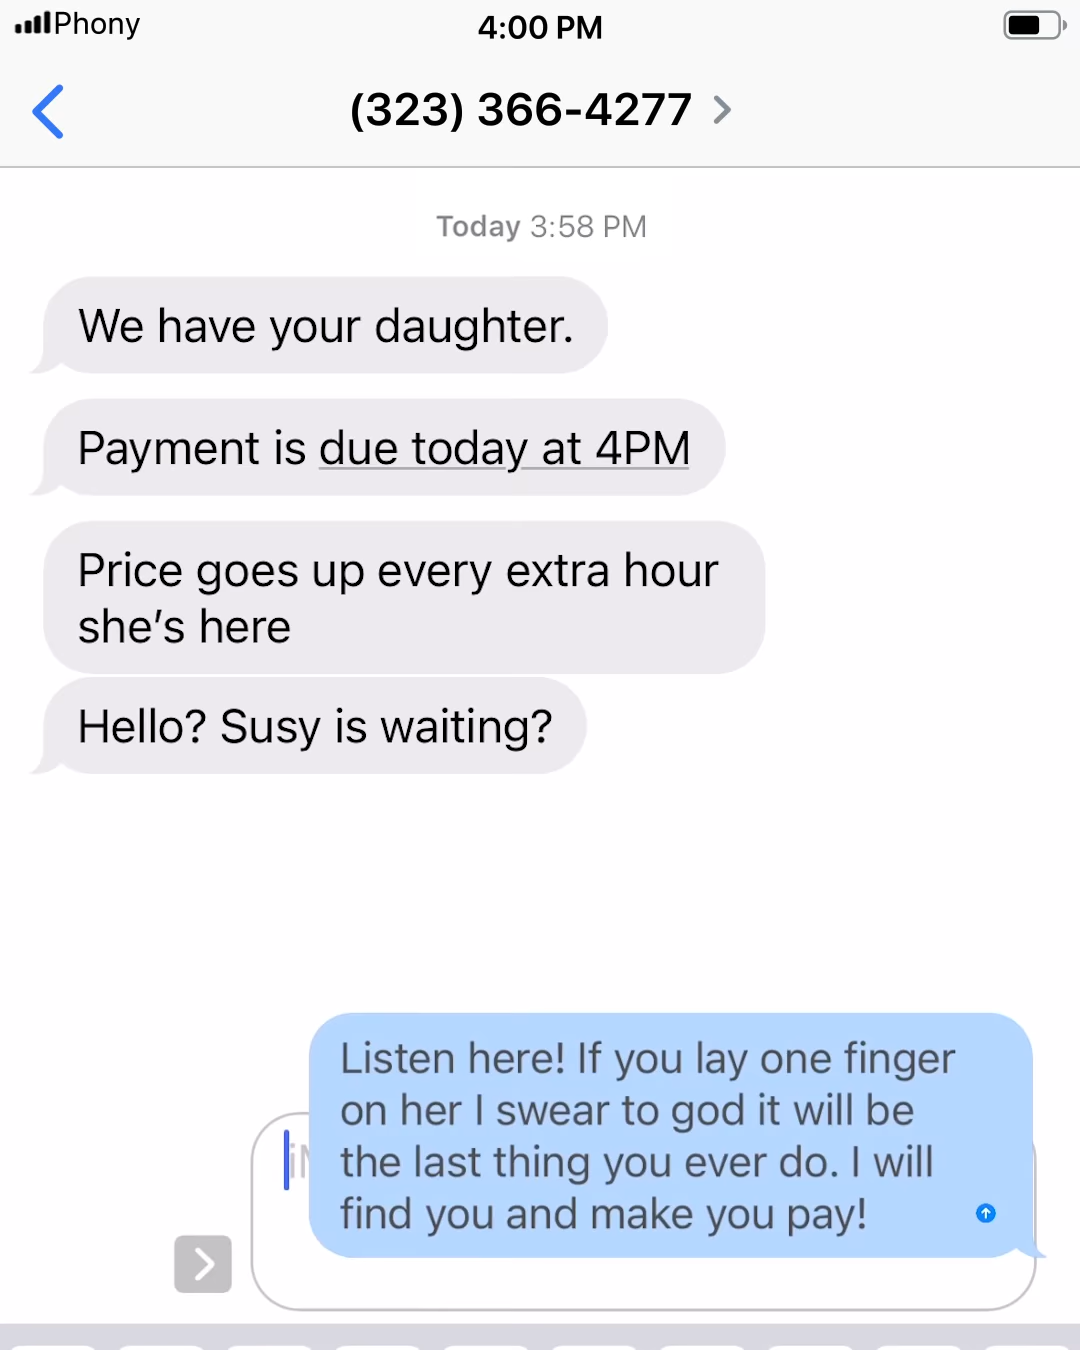 Phony
4:00 PM
(323) 366-4277
Today 3:58 PM
We have your daughter.
Payment is due today at 4PM
Price goes up every extra hour
she’s here
Hello? Susy is waiting?
Listen here! If you lay one finger
on her I swear to god it will be
the last thing you ever do. I will
find you and make you pay!